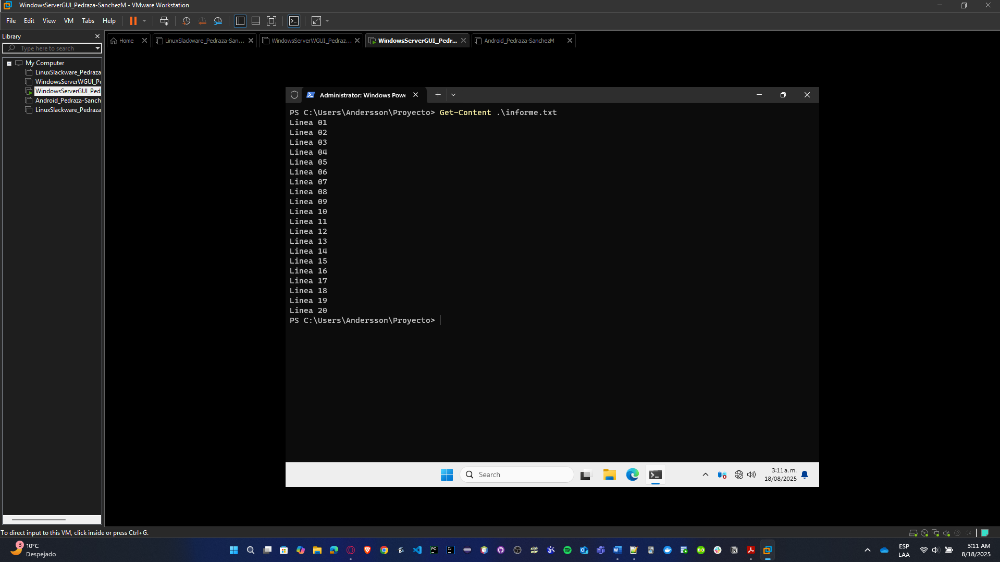 WindowsServerGUI_Pedraza-SanchezM - VMware Workstation
File Edit View VM Tabs Help
Library
Type here to search
Home
LinuxSlackware_Pedraza-San...
WindowsServerWGUI_Pedraz...
WindowsServerGUI_Pedr...
Android_Pedraza-SanchezM
My Computer
LinuxSlackware_Pedraza
WindowsServerWGUI_Pe
WindowsServerGUI_Ped
Android_Pedraza-Sanch
LinuxSlackware_Pedraza
Administrator: Windows Powe
PS C:\Users\Andersson\Proyecto> Get-Content .\informe.txt
Linea 01
Linea 02
Linea 03
Linea 04
Linea 05
Linea 06
Linea 07
Linea 08
Linea 09
Linea 10
Linea 11
Linea 12
Linea 13
Linea 14
Linea 15
Linea 16
Linea 17
Linea 18
Linea 19
Linea 20
PS C:\Users\Andersson\Proyecto>
Search
3:11 a. m.
18/08/2025
To direct input to this VM, click inside or press Ctrl+G.
3
10°C
Despejado
PC
IJ
ESP
LAA
3:11 AM
8/18/2025